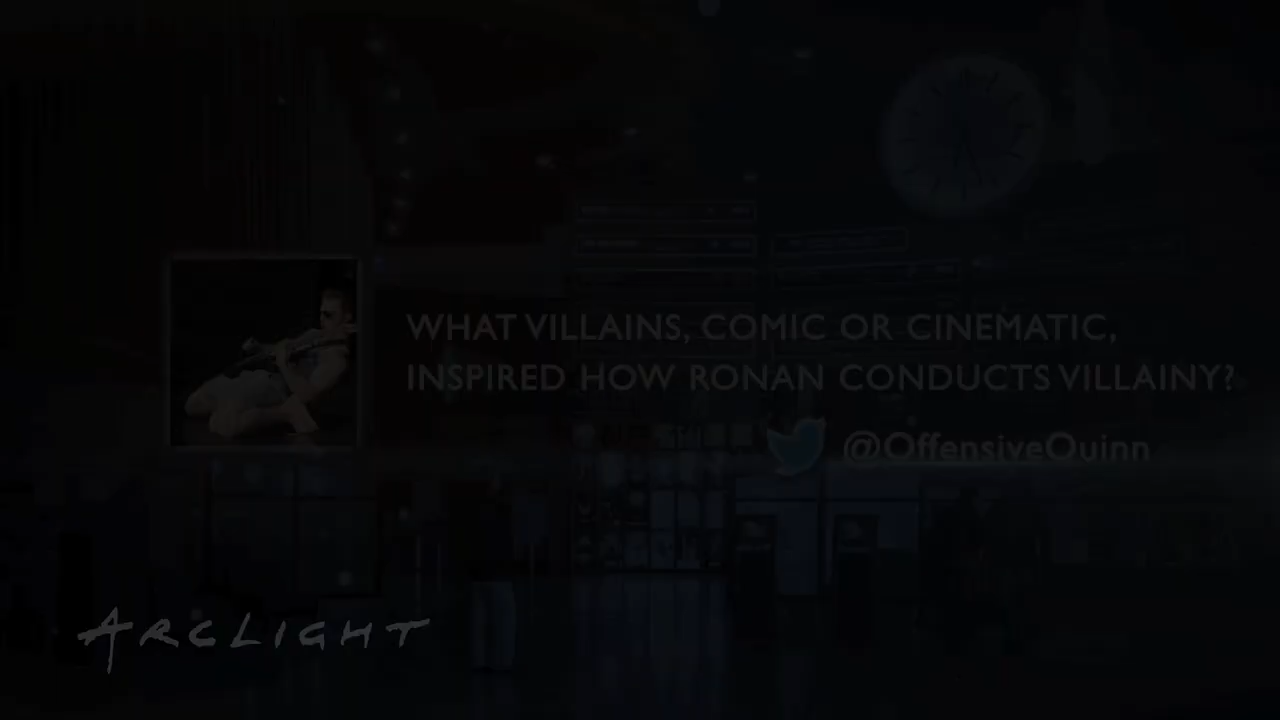 WHAT VILLAINS, COMIC OR CINEMATIC,
INSPIRED HOW RONAN CONDUCTS VILLAINY?
@OffensiveQuinn
ARCLIGHT